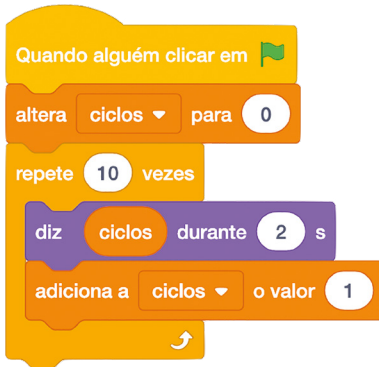 Quando alguém clicar em
altera ciclos para 0
repete 10 vezes
diz ciclos durante 2 s
adiciona a ciclos o valor 1